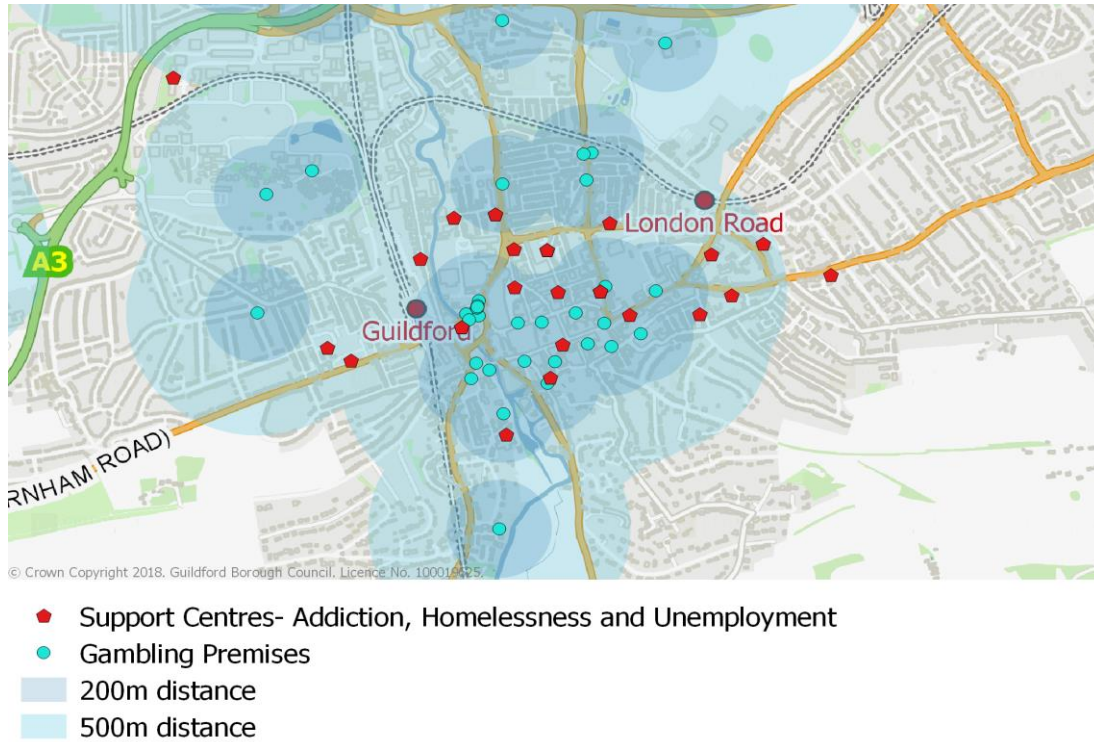 London Road
A3
Guildford
RNHAM ROAD)
© Crown Copyright 2018. Guildford Borough Council. Licence No. 100019625.
Support Centres- Addiction, Homelessness and Unemployment
Gambling Premises
200m distance
500m distance